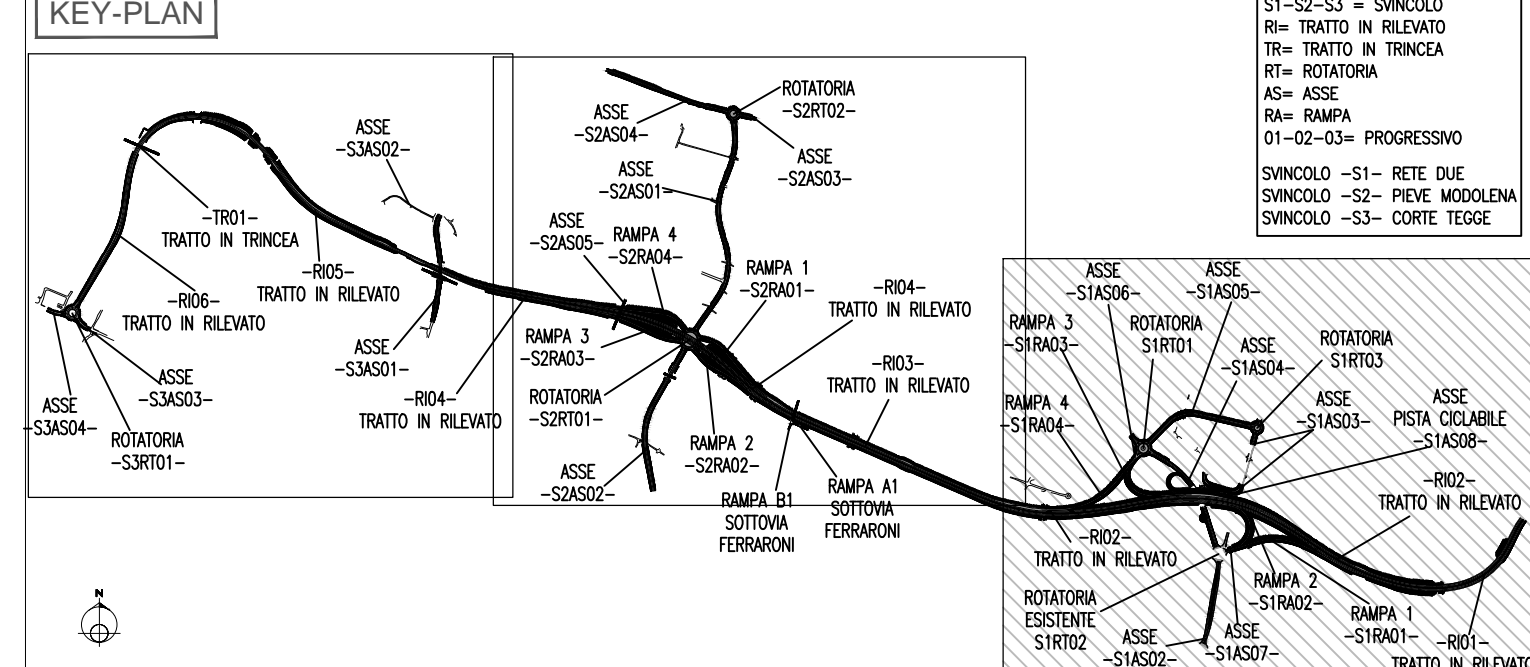 KEY-PLAN
S1-S2-S3 = SVINCOLO
RI= TRATTO IN RILEVATO
TR= TRATTO IN TRINCEA
RT= ROTATORIA
AS= ASSE
RA= RAMPA
01-02-03= PROGRESSIVO
SVINCOLO -S1- RETE DUE
SVINCOLO -S2- PIEVE MODOLENA
SVINCOLO -S3- CORTE TEGGE
ASSE
-S3AS02-
-TR01-
TRATTO IN TRINCEA
-RI05-
TRATTO IN RILEVATO
-RI06-
TRATTO IN RILEVATO
ASSE
-S3AS01-
ASSE
-S3AS03-
ASSE
-S3AS04-
ROTATORIA
-S3RT01-
-RI04-
TRATTO IN RILEVATO
ASSE
-S2AS04-
ROTATORIA
-S2RT02-
ASSE
-S2AS03-
ASSE
-S2AS01-
ASSE
-S2AS05-
RAMPA 4
-S2RA04-
RAMPA 1
-S2RA01-
-RI04-
TRATTO IN RILEVATO
RAMPA 3
-S2RA03-
-RI03-
TRATTO IN RILEVATO
ROTATORIA
-S2RT01-
RAMPA 2
-S2RA02-
ASSE
-S2AS02-
RAMPA B1
SOTTOVIA
FERRARONI
RAMPA A1
SOTTOVIA
FERRARONI
ASSE
-S1AS06-
ASSE
-S1AS05-
RAMPA 3
-S1RA03-
ROTATORIA
S1RT01
ASSE
-S1AS04-
ROTATORIA
S1RT03
RAMPA 4
-S1RA04-
ASSE
-S1AS03-
ASSE
PISTA CICLABILE
-S1AS08-
-RI02-
TRATTO IN RILEVATO
-RI02-
TRATTO IN RILEVATO
ROTATORIA
ESISTENTE
S1RT02
RAMPA 2
-S1RA02-
RAMPA 1
-S1RA01-
ASSE
-S1AS02-
ASSE
-S1AS07-
-RI01-
TRATTO IN RILEVATO
N